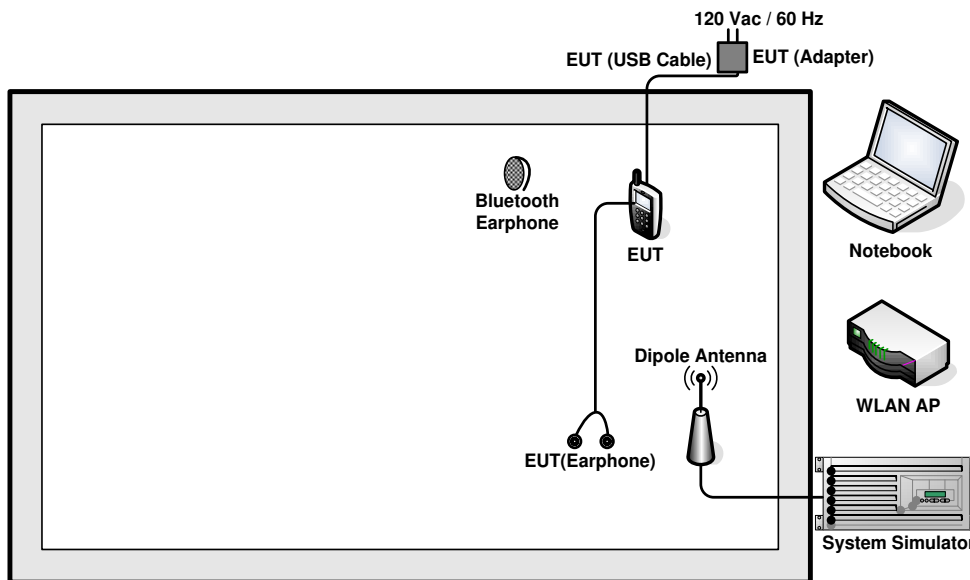 120 Vac / 60 Hz
EUT (USB Cable)
EUT (Adapter)
Bluetooth
Earphone
EUT
Notebook
Dipole Antenna
WLAN AP
EUT(Earphone)
System Simulator